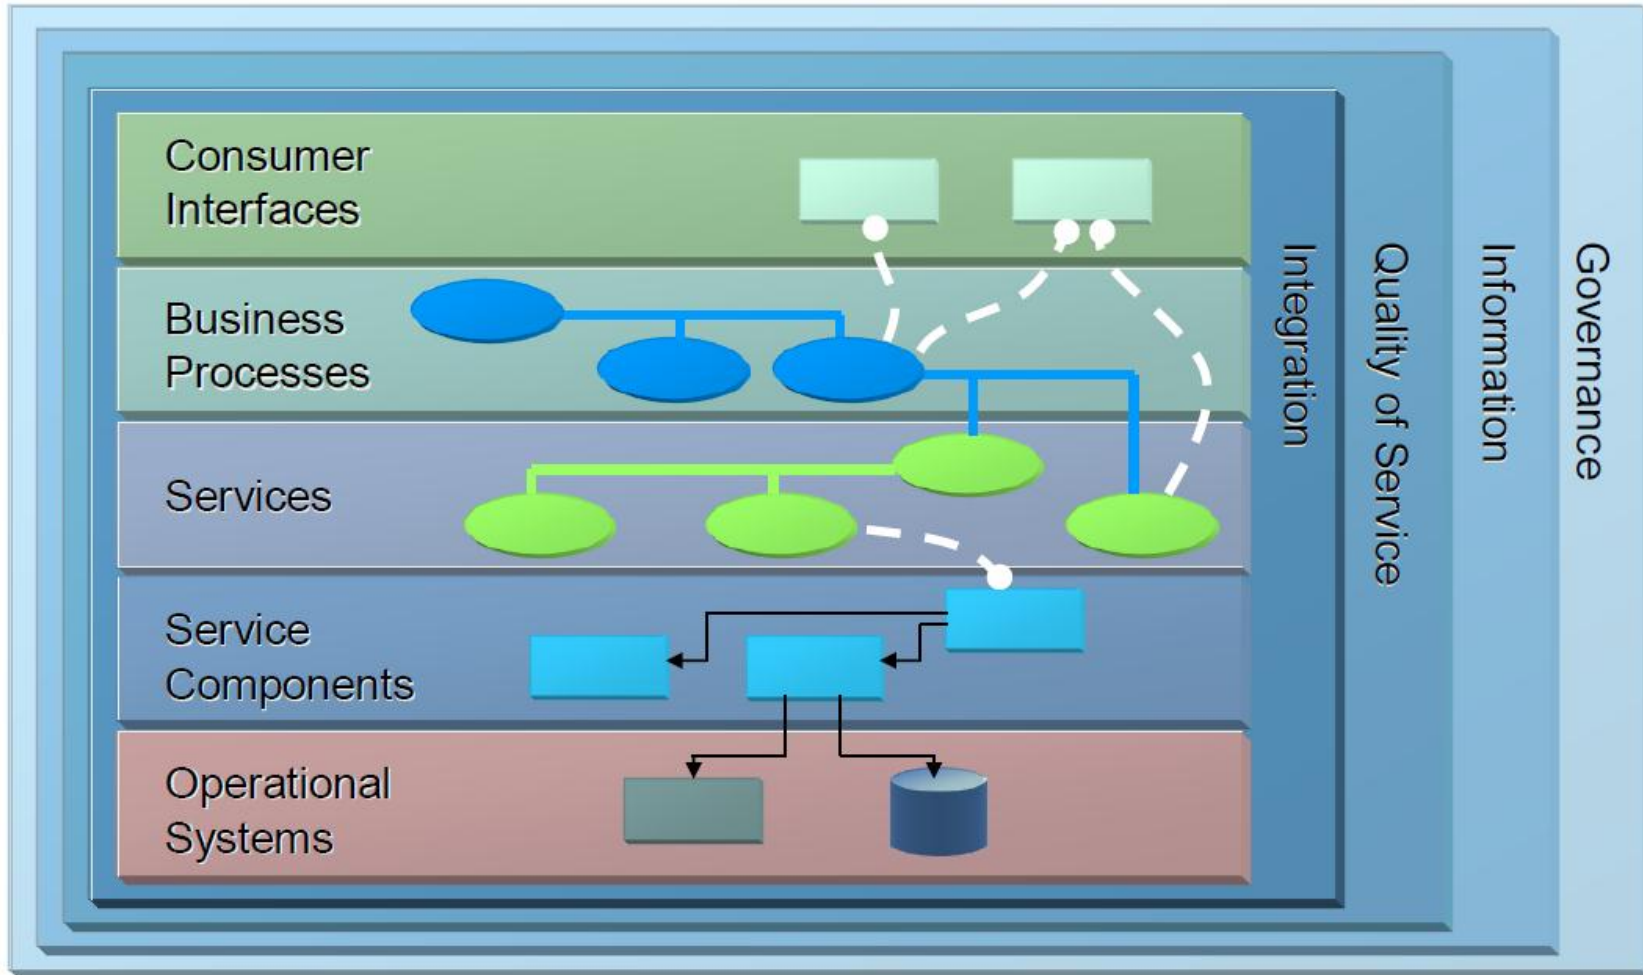 Consumer
Interfaces
Business
Processes
Services
Service
Components
Operational
Systems
Integration
Quality of Service
Information
Governance